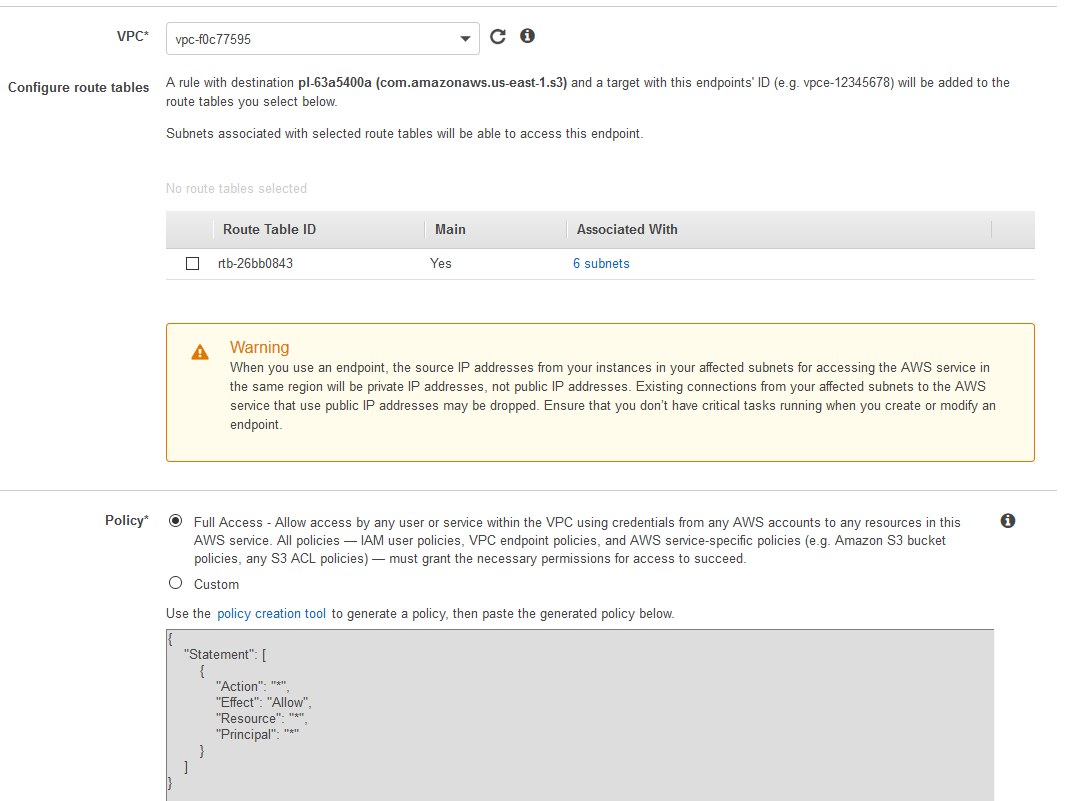 VPC*
vpc-f0c77595
Configure route tables
A rule with destination pl-63a5400a (com.amazonaws.us-east-1.s3) and a target with this endpoints' ID (e.g. vpce-12345678) will be added to the
route tables you select below.
Subnets associated with selected route tables will be able to access this endpoint.
No route tables selected
Route Table ID Main Associated With
rtb-26bb0843 Yes 6 subnets
Warning
When you use an endpoint, the source IP addresses from your instances in your affected subnets for accessing the AWS service in
the same region will be private IP addresses, not public IP addresses. Existing connections from your affected subnets to the AWS
service that use public IP addresses may be dropped. Ensure that you don’t have critical tasks running when you create or modify an
endpoint.
Policy*
Full Access - Allow access by any user or service within the VPC using credentials from any AWS accounts to any resources in this
AWS service. All policies — IAM user policies, VPC endpoint policies, and AWS service-specific policies (e.g. Amazon S3 bucket
policies, any S3 ACL policies) — must grant the necessary permissions for access to succeed.
Custom
Use the policy creation tool to generate a policy, then paste the generated policy below.
{
"Statement": [
{
"Action": "*",
"Effect": "Allow",
"Resource": "*",
"Principal": "*"
}
]
}